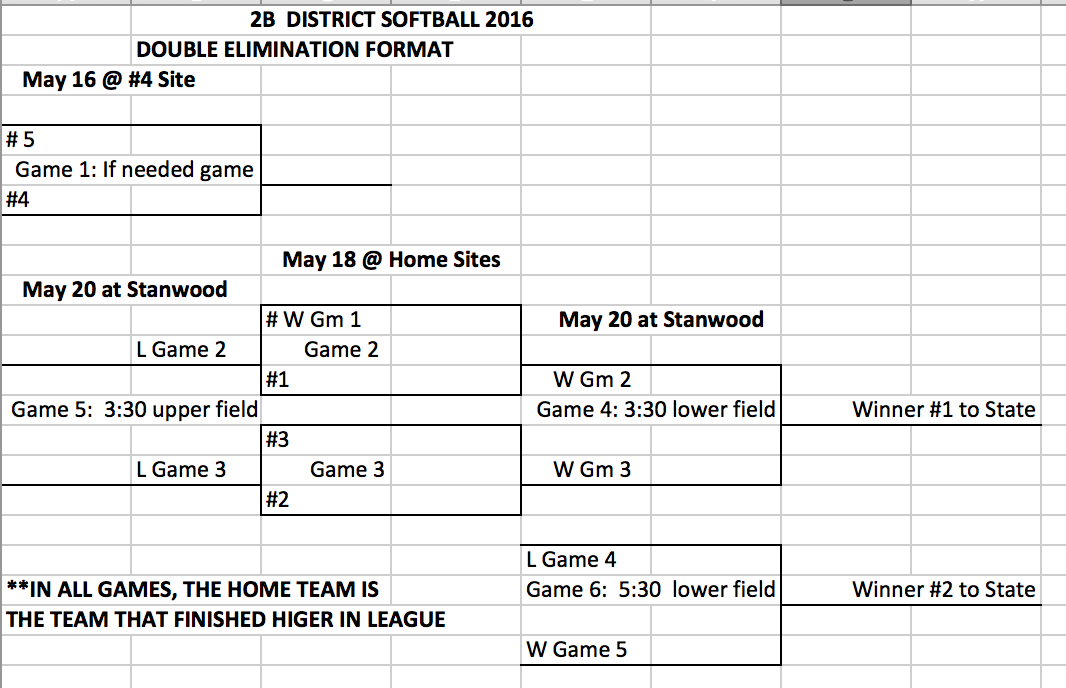 2B DISTRICT SOFTBALL 2016
DOUBLE ELIMINATION FORMAT
May 16 @ #4 Site
# 5
Game 1: If needed game
#4
May 18 @ Home Sites
May 20 at Stanwood
# W Gm 1
May 20 at Stanwood
L Game 2
Game 2
#1
W Gm 2
Game 5: 3:30 upper field
Game 4: 3:30 lower field
Winner #1 to State
#3
L Game 3
Game 3
W Gm 3
#2
L Game 4
**IN ALL GAMES, THE HOME TEAM IS
Game 6: 5:30 lower field
Winner #2 to State
THE TEAM THAT FINISHED HIGER IN LEAGUE
W Game 5